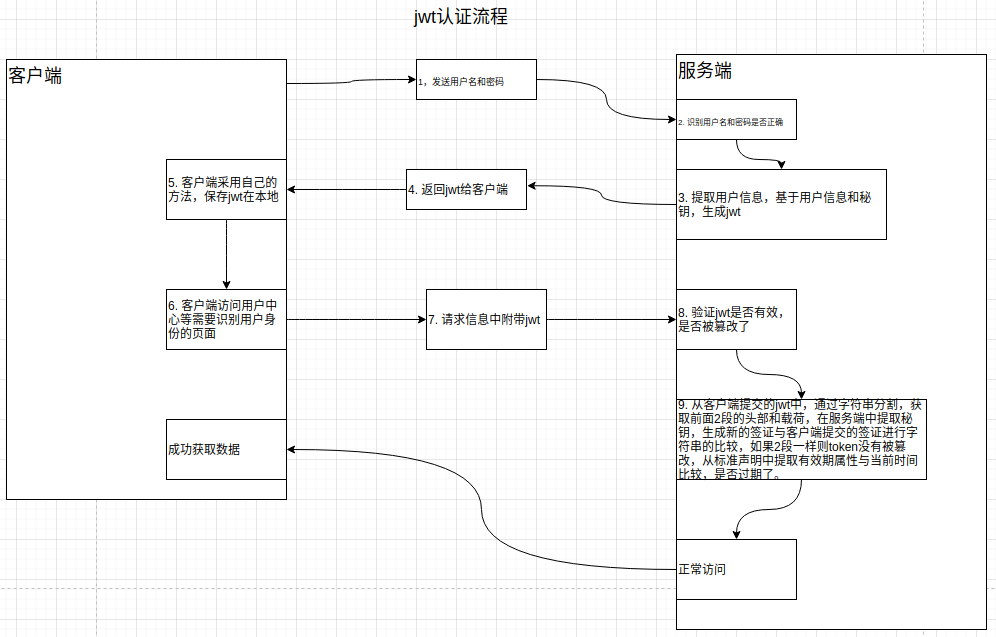 jwt认证流程
客户端
服务端
1，发送用户名和密码
2. 识别用户名和密码是否正确
3. 提取用户信息，基于用户信息和秘
钥，生成jwt
4. 返回jwt给客户端
5. 客户端采用自己的
方法，保存jwt在本地
6. 客户端访问用户中
心等需要识别用户身
份的页面
7. 请求信息中附带jwt
8. 验证jwt是否有效，
是否被篡改了
9. 从客户端提交的jwt中，通过字符串分割，获
取前面2段的头部和载荷，在服务端中提取秘
钥，生成新的签证与客户端提交的签证进行字
符串的比较，如果2段一样则token没有被篡
改，从标准声明中提取有效期属性与当前时间
比较，是否过期了。
正常访问
成功获取数据